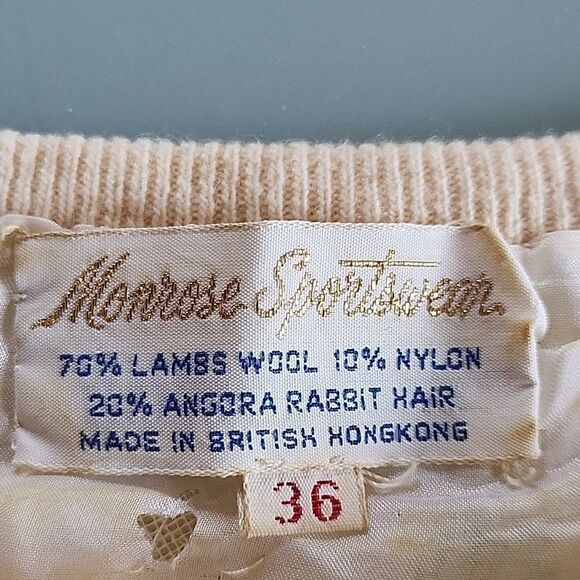 Monrose Sportswear
70% LAMBS WOOL 10% NYLON
20% ANGORA RABBIT HAIR
MADE IN BRITISH HONGKONG
36